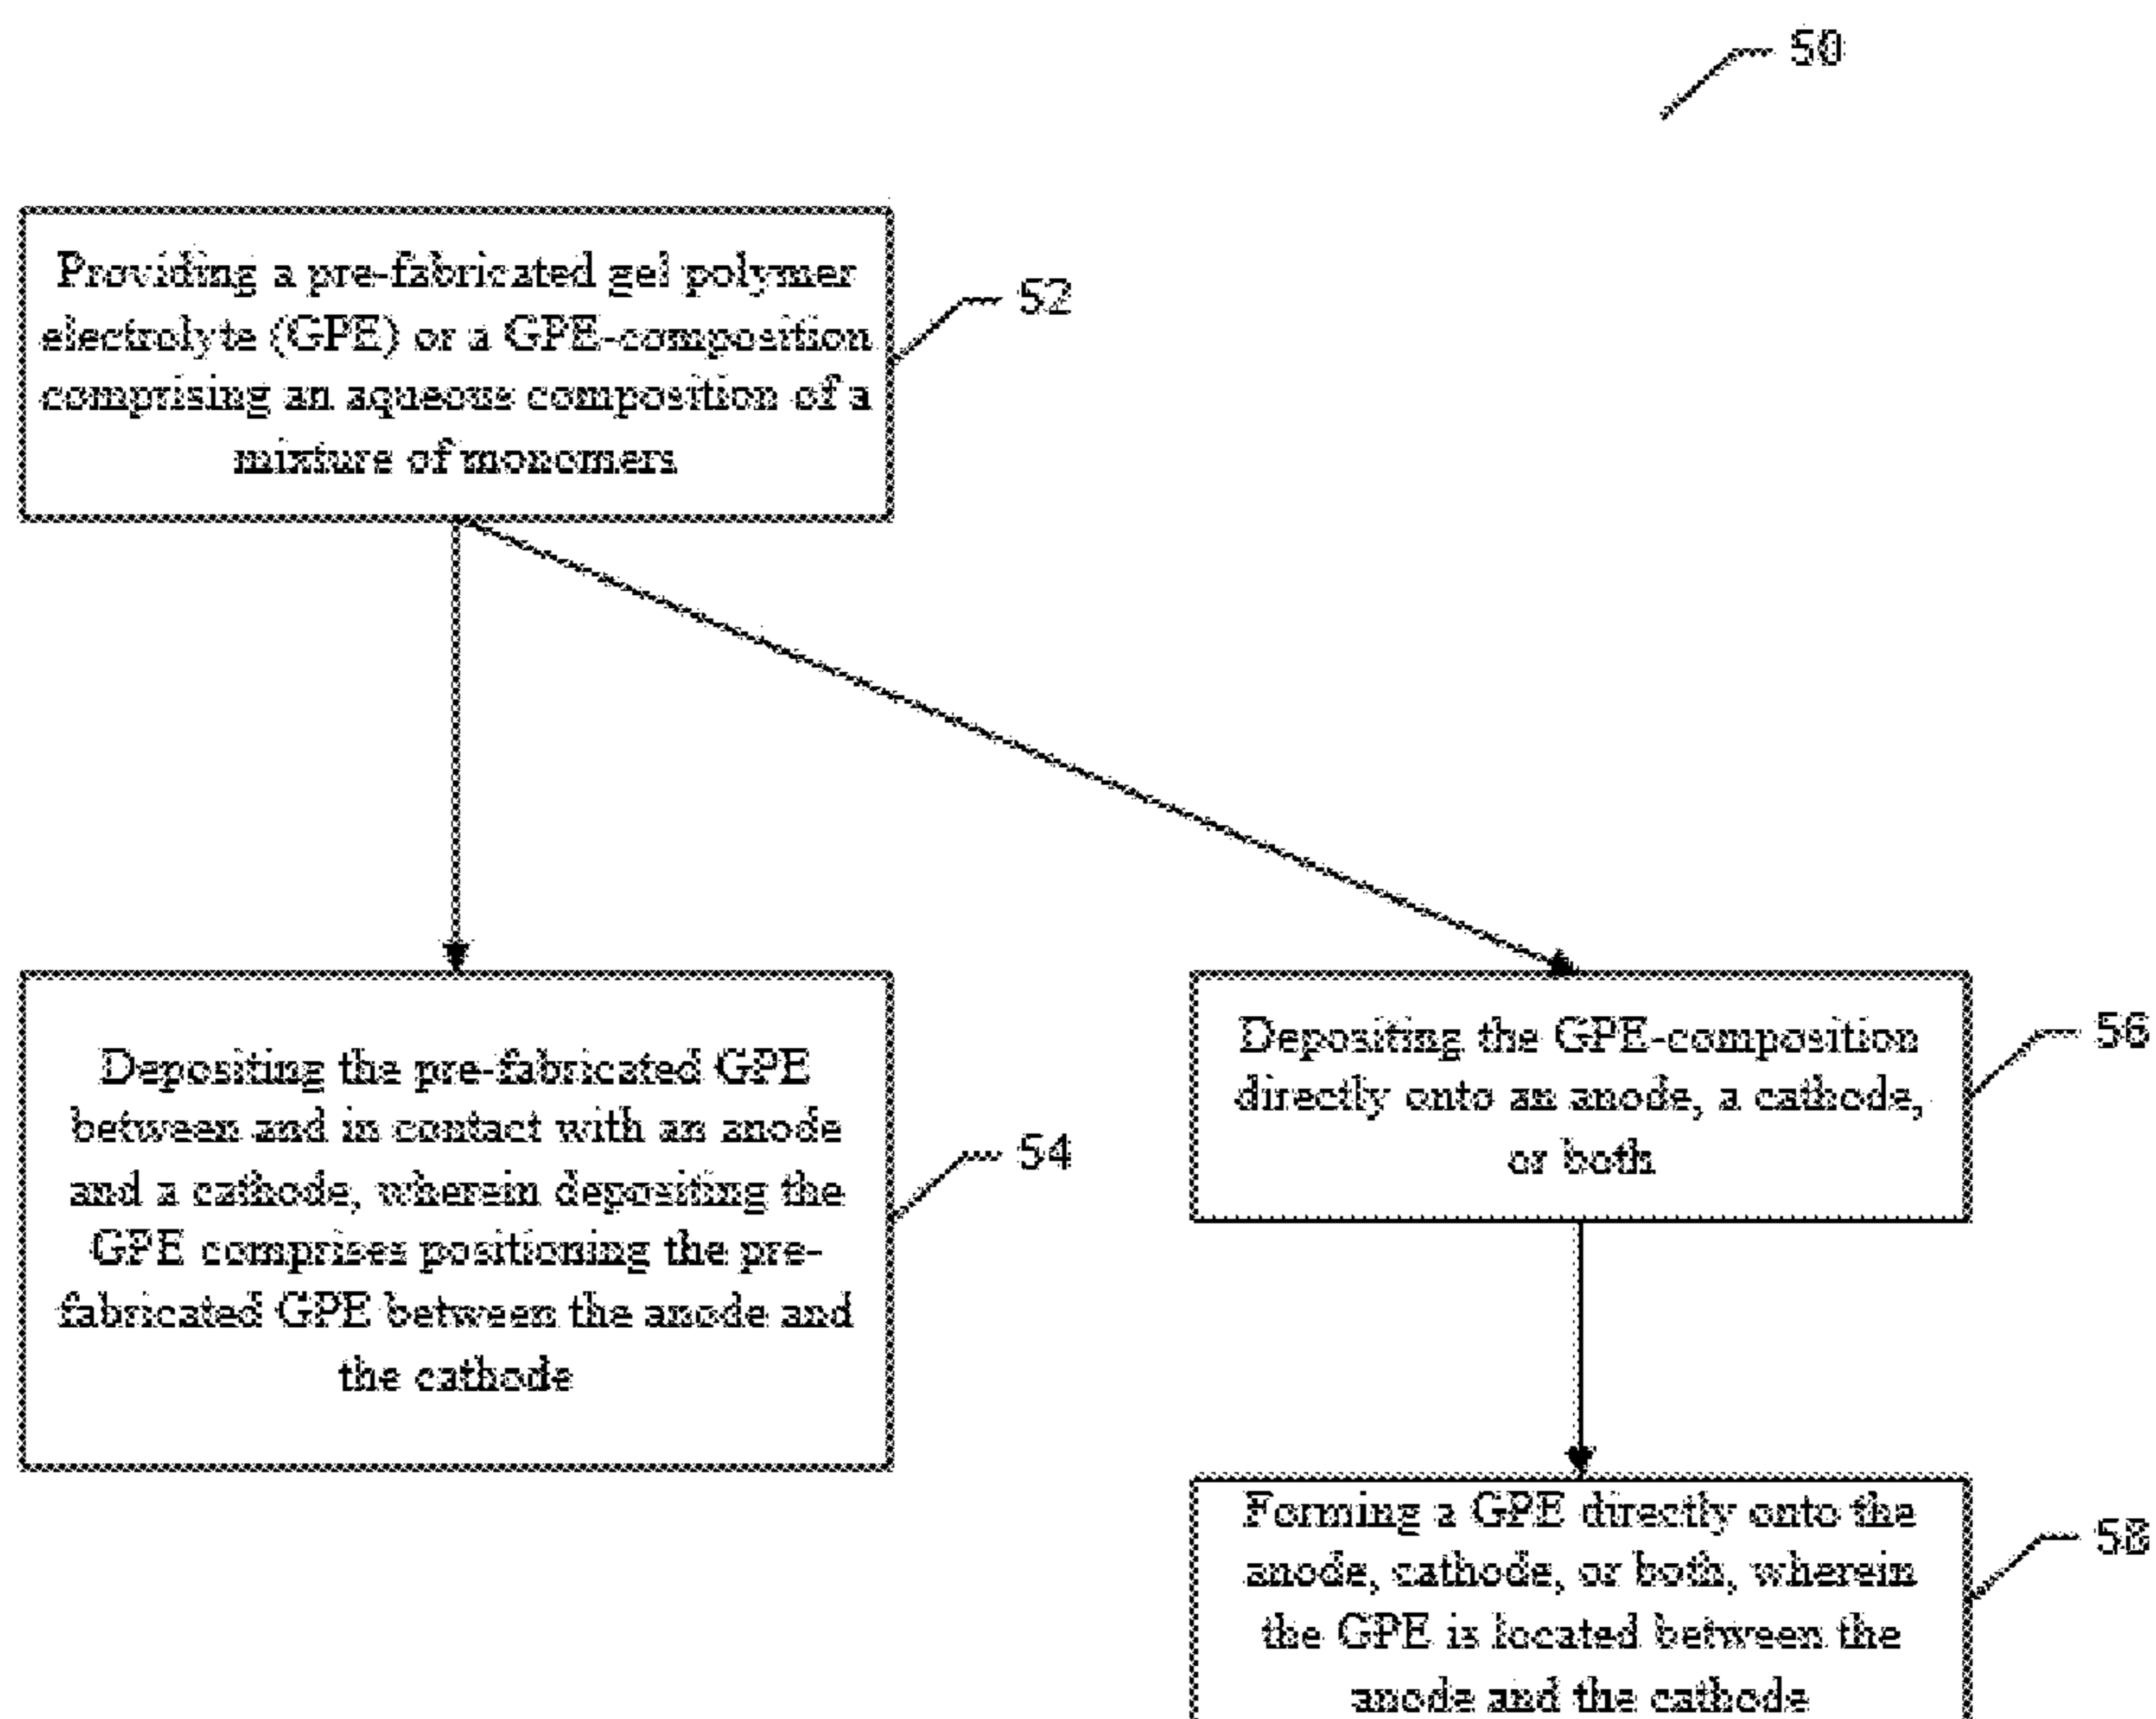 50
Providing a pre-fabricated gel polymer
electrolyte (GPE) or a GPE-composition
comprising an aqueous composition of a
mixture of monomers
52
Depositing the pre-fabricated GPE
between and in contact with an anode
and a cathode, wherein depositing the
GPE comprises positioning the pre-
fabricated GPE between the anode and
the cathode
54
Depositing the GPE-composition
directly onto an anode, a cathode,
or both
56
Forming a GPE directly onto the
anode, cathode, or both, wherein
the GPE is located between the
anode and the cathode
58